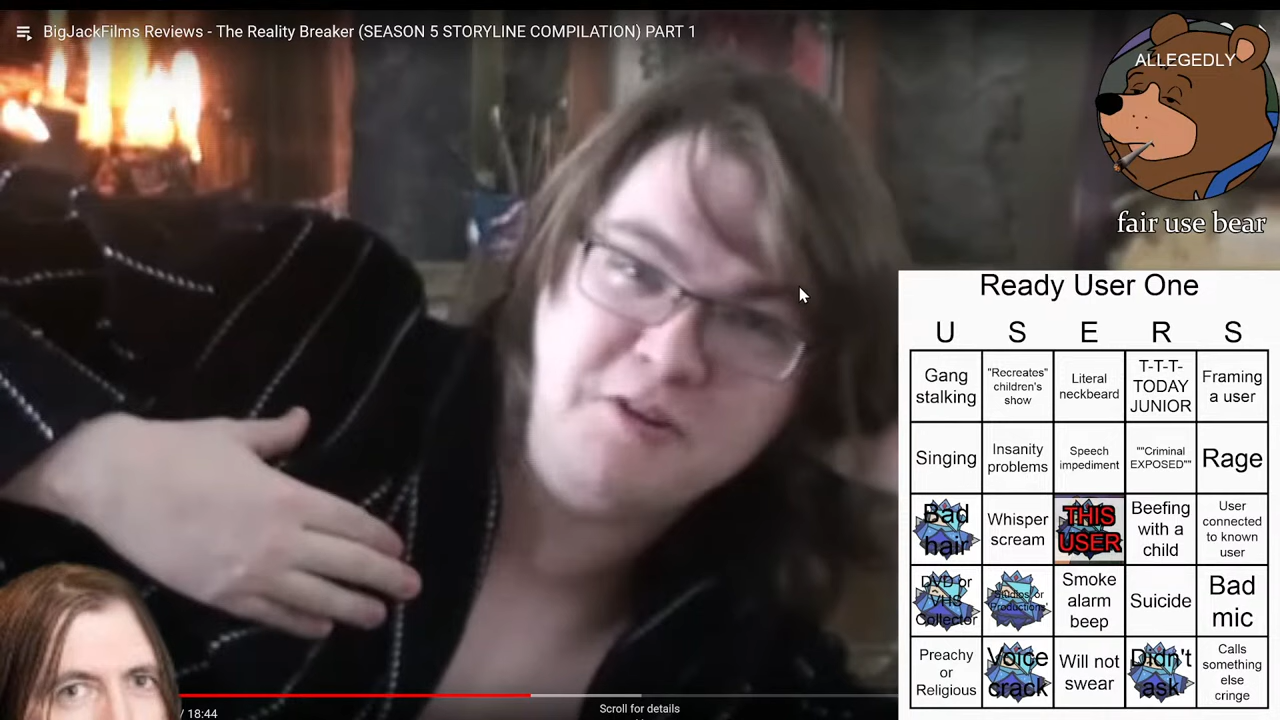 BigJackFilms Reviews - The Reality Breaker (SEASON 5 STORYLINE COMPILATION) PART 1
ALLEGEDLY
fair use bear
Ready User One
U S E R S
Gang
stalking
"Recreates"
children's
show
Literal
neckbeard
T-T-T-
TODAY
JUNIOR
Framing
a user
Singing
Insanity
problems
Speech
impediment
""Criminal
EXPOSED""
Rage
Bad
hair
Whisper
scream
THIS
USER
Beefing
with a
child
User
connected
to known
user
DVD or
VHS
Collector
"Studios" or
"Productions"
Smoke
alarm
beep
Suicide
Bad
mic
Preachy
or
Religious
Voice
crack
Will not
swear
Didn't
ask
Calls
something
else
cringe
/ 18:44
Scroll for details